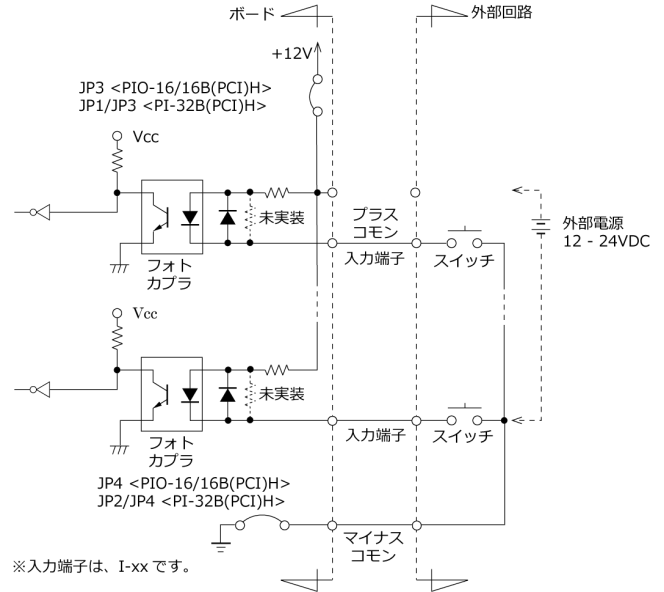 ボード
外部回路
+12V
JP3 <PIO-16/16B(PCI)H>
JP1/JP3 <PI-32B(PCI)H>
Vcc
未実装
プラス
コモン
外部電源
12 - 24VDC
入力端子
スイッチ
フォト
カプラ
Vcc
未実装
入力端子
スイッチ
フォト
カプラ
JP4 <PIO-16/16B(PCI)H>
JP2/JP4 <PI-32B(PCI)H>
マイナス
コモン
※入力端子は、I-xx です。